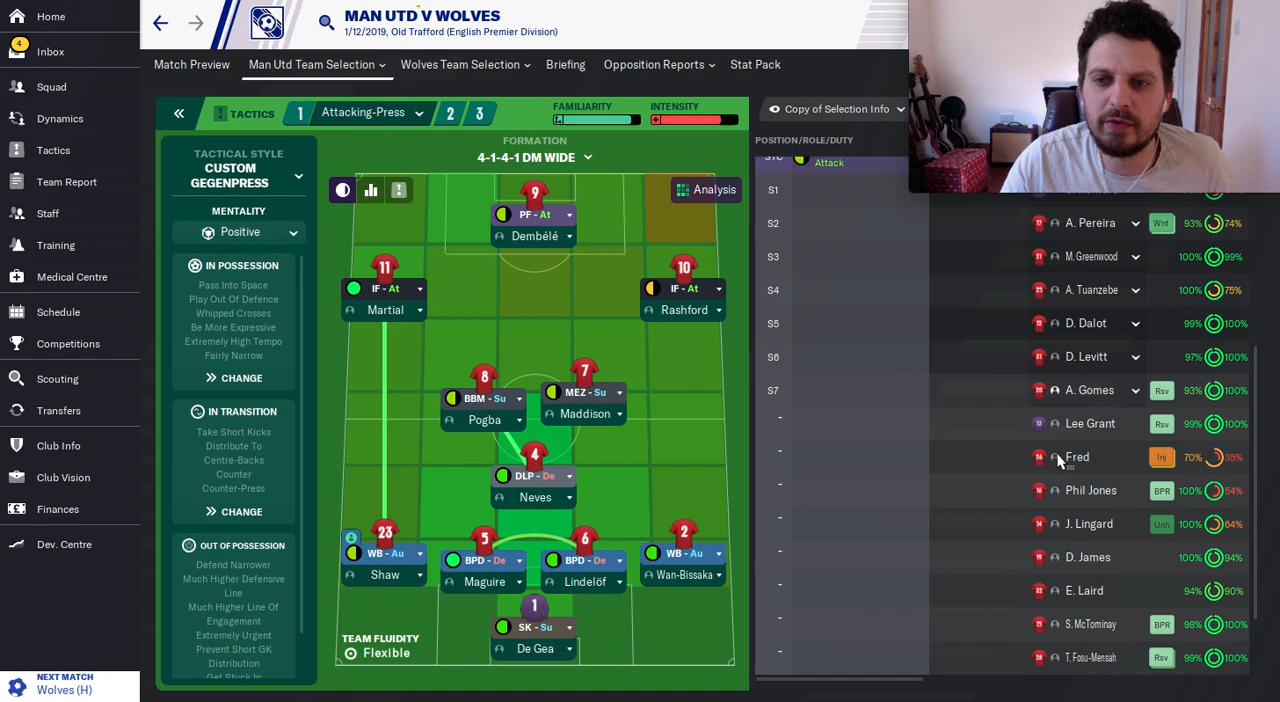 Home
4
Inbox
Squad
Dynamics
Tactics
Team Report
Staff
Training
Medical Centre
Schedule
Competitions
Scouting
Transfers
Club Info
Club Vision
Finances
Dev. Centre
NEXT MATCH
Wolves (H)
MAN UTD V WOLVES
1/12/2019, Old Trafford (English Premier Division)
Match Preview
Man Utd Team Selection
Wolves Team Selection
Briefing
Opposition Reports
Stat Pack
TACTICS
1
Attacking-Press
2
3
FAMILIARITY
INTENSITY
TACTICAL STYLE
CUSTOM
GEGENPRESS
MENTALITY
Positive
IN POSSESSION
Pass Into Space
Play Out Of Defence
Whipped Crosses
Be More Expressive
Extremely High Tempo
Fairly Narrow
CHANGE
IN TRANSITION
Take Short Kicks
Distribute To
Centre-Backs
Counter
Counter-Press
CHANGE
OUT OF POSSESSION
Defend Narrower
Much Higher Defensive
Line
Much Higher Line Of
Engagement
Extremely Urgent
Prevent Short GK
Distribution
Get Stuck In
FORMATION
4-1-4-1 DM WIDE
Analysis
9
PF - At
Dembélé
11
IF - At
Martial
10
IF - At
Rashford
8
BBM - Su
Pogba
7
MEZ - Su
Maddison
4
DLP - De
Neves
23
WB - Au
Shaw
5
BPD - De
Maguire
6
BPD - De
Lindelöf
2
WB - Au
Wan-Bissaka
1
SK - Su
De Gea
TEAM FLUIDITY
Flexible
Copy of Selection Info
POSITION/ROLE/DUTY
STC Attack
S1
S2 A. Pereira Wnt 93% 74%
S3 M. Greenwood 100% 99%
S4 A. Tuanzebe 100% 75%
S5 D. Dalot 99% 100%
S6 D. Levitt 97% 100%
S7 A. Gomes Rsv 93% 100%
- Lee Grant Rsv 99% 100%
- Fred Inj 70% 35%
- Phil Jones BPR 100% 54%
- J. Lingard Unh 100% 64%
- D. James 100% 94%
- E. Laird 94% 90%
- S. McTominay BPR 98% 100%
- T. Fosu-Mensah Rsv 99% 100%